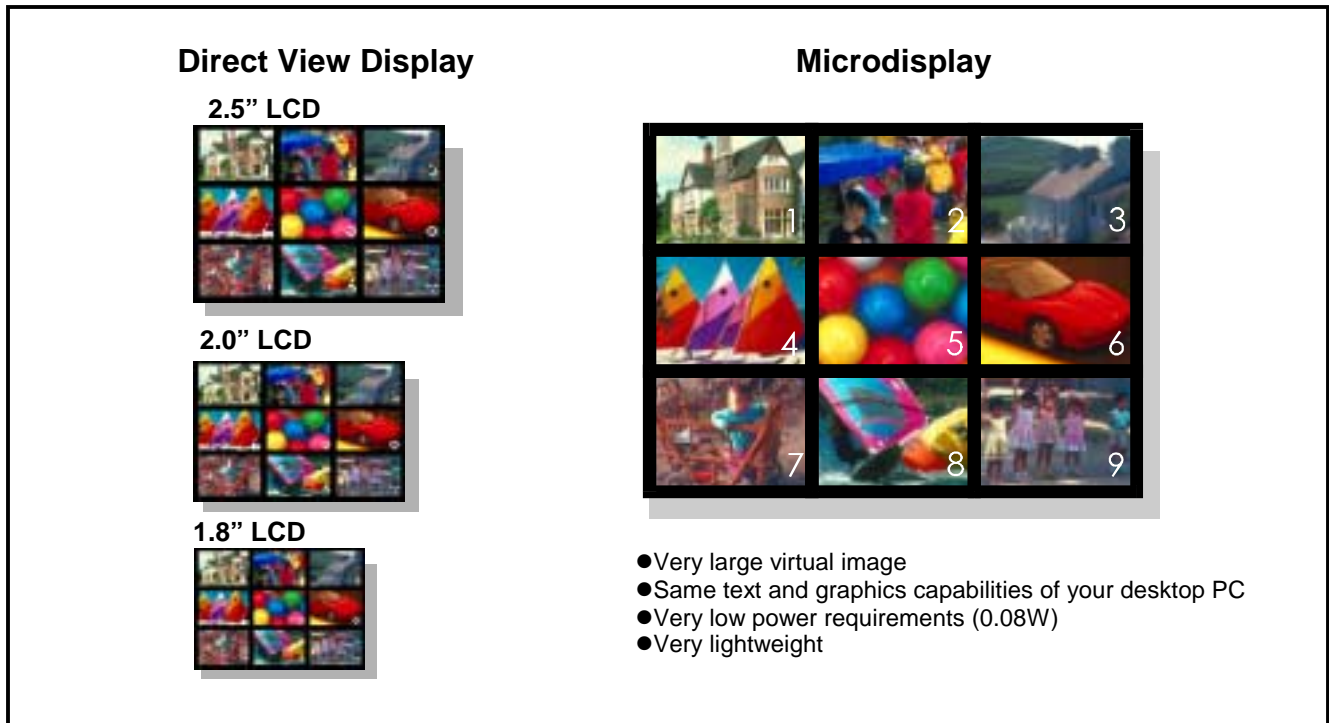 Direct View Display
2.5” LCD
2.0” LCD
1.8” LCD
Microdisplay
1
2
3
4
5
6
7
8
9
●Very large virtual image
●Same text and graphics capabilities of your desktop PC
●Very low power requirements (0.08W)
●Very lightweight